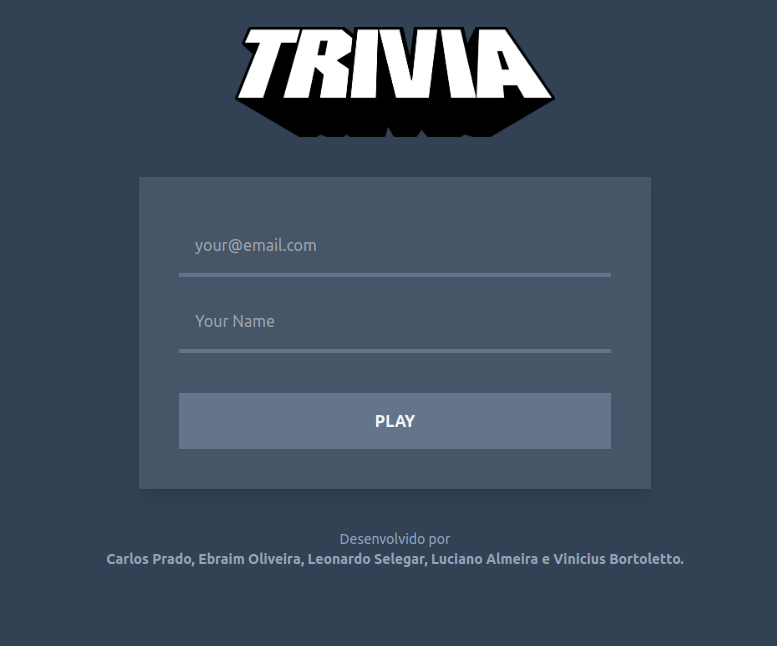 TRIVIA
your@email.com
Your Name
PLAY
Desenvolvido por
Carlos Prado, Ebraim Oliveira, Leonardo Selegar, Luciano Almeira e Vinicius Bortoletto.